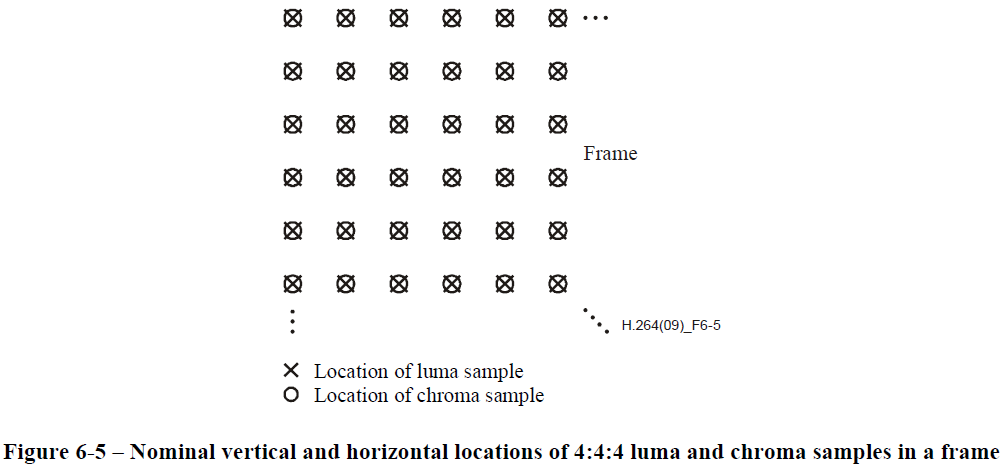 Frame
H.264(09)_F6-5
Location of luma sample
Location of chroma sample
Figure 6-5 – Nominal vertical and horizontal locations of 4:4:4 luma and chroma samples in a frame